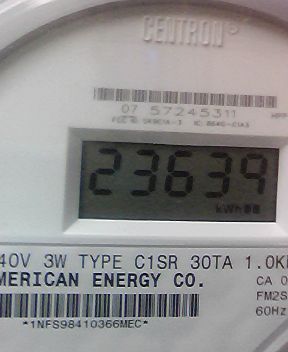 CENTRON®
07 57245311
23639
kWh
40V 3W TYPE C1SR 30TA 1.0K
MERICAN ENERGY CO.
CA 0
FM2S
60Hz
*1NFS98410366MEC*